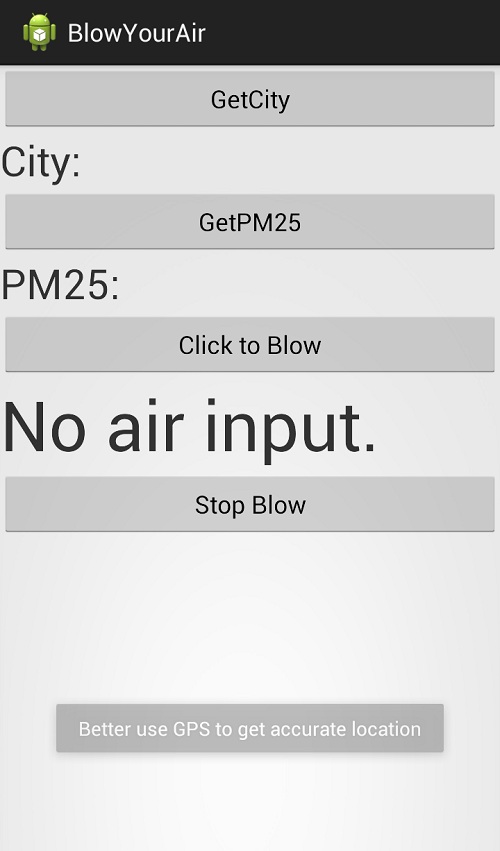 BlowYourAir
GetCity
City:
GetPM25
PM25:
Click to Blow
No air input.
Stop Blow
Better use GPS to get accurate location